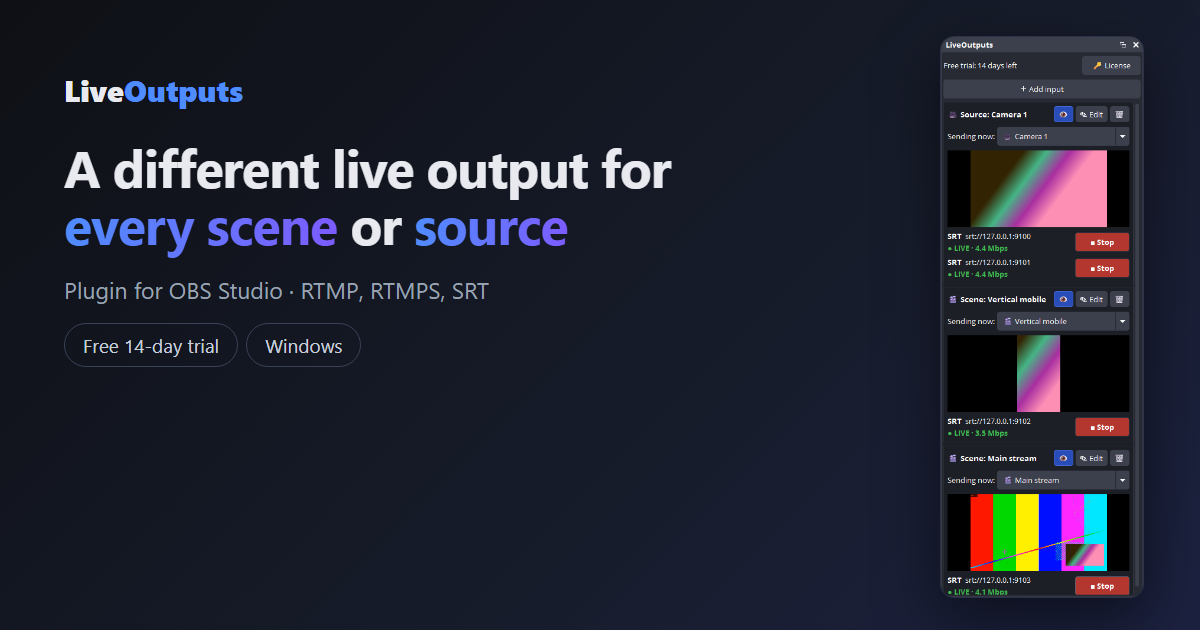 LiveOutputs
A different live output for
every scene or source
Plugin for OBS Studio · RTMP, RTMPS, SRT
Free 14-day trial
Windows
LiveOutputs
Free trial: 14 days left
License
+ Add input
Source: Camera 1
Edit
Sending now:
Camera 1
SRT srt://127.0.0.1:9100
● LIVE · 4.4 Mbps
■ Stop
SRT srt://127.0.0.1:9101
● LIVE · 4.4 Mbps
■ Stop
Scene: Vertical mobile
Edit
Sending now:
Vertical mobile
SRT srt://127.0.0.1:9102
● LIVE · 3.5 Mbps
■ Stop
Scene: Main stream
Edit
Sending now:
Main stream
SRT srt://127.0.0.1:9103
● LIVE · 4.1 Mbps
■ Stop